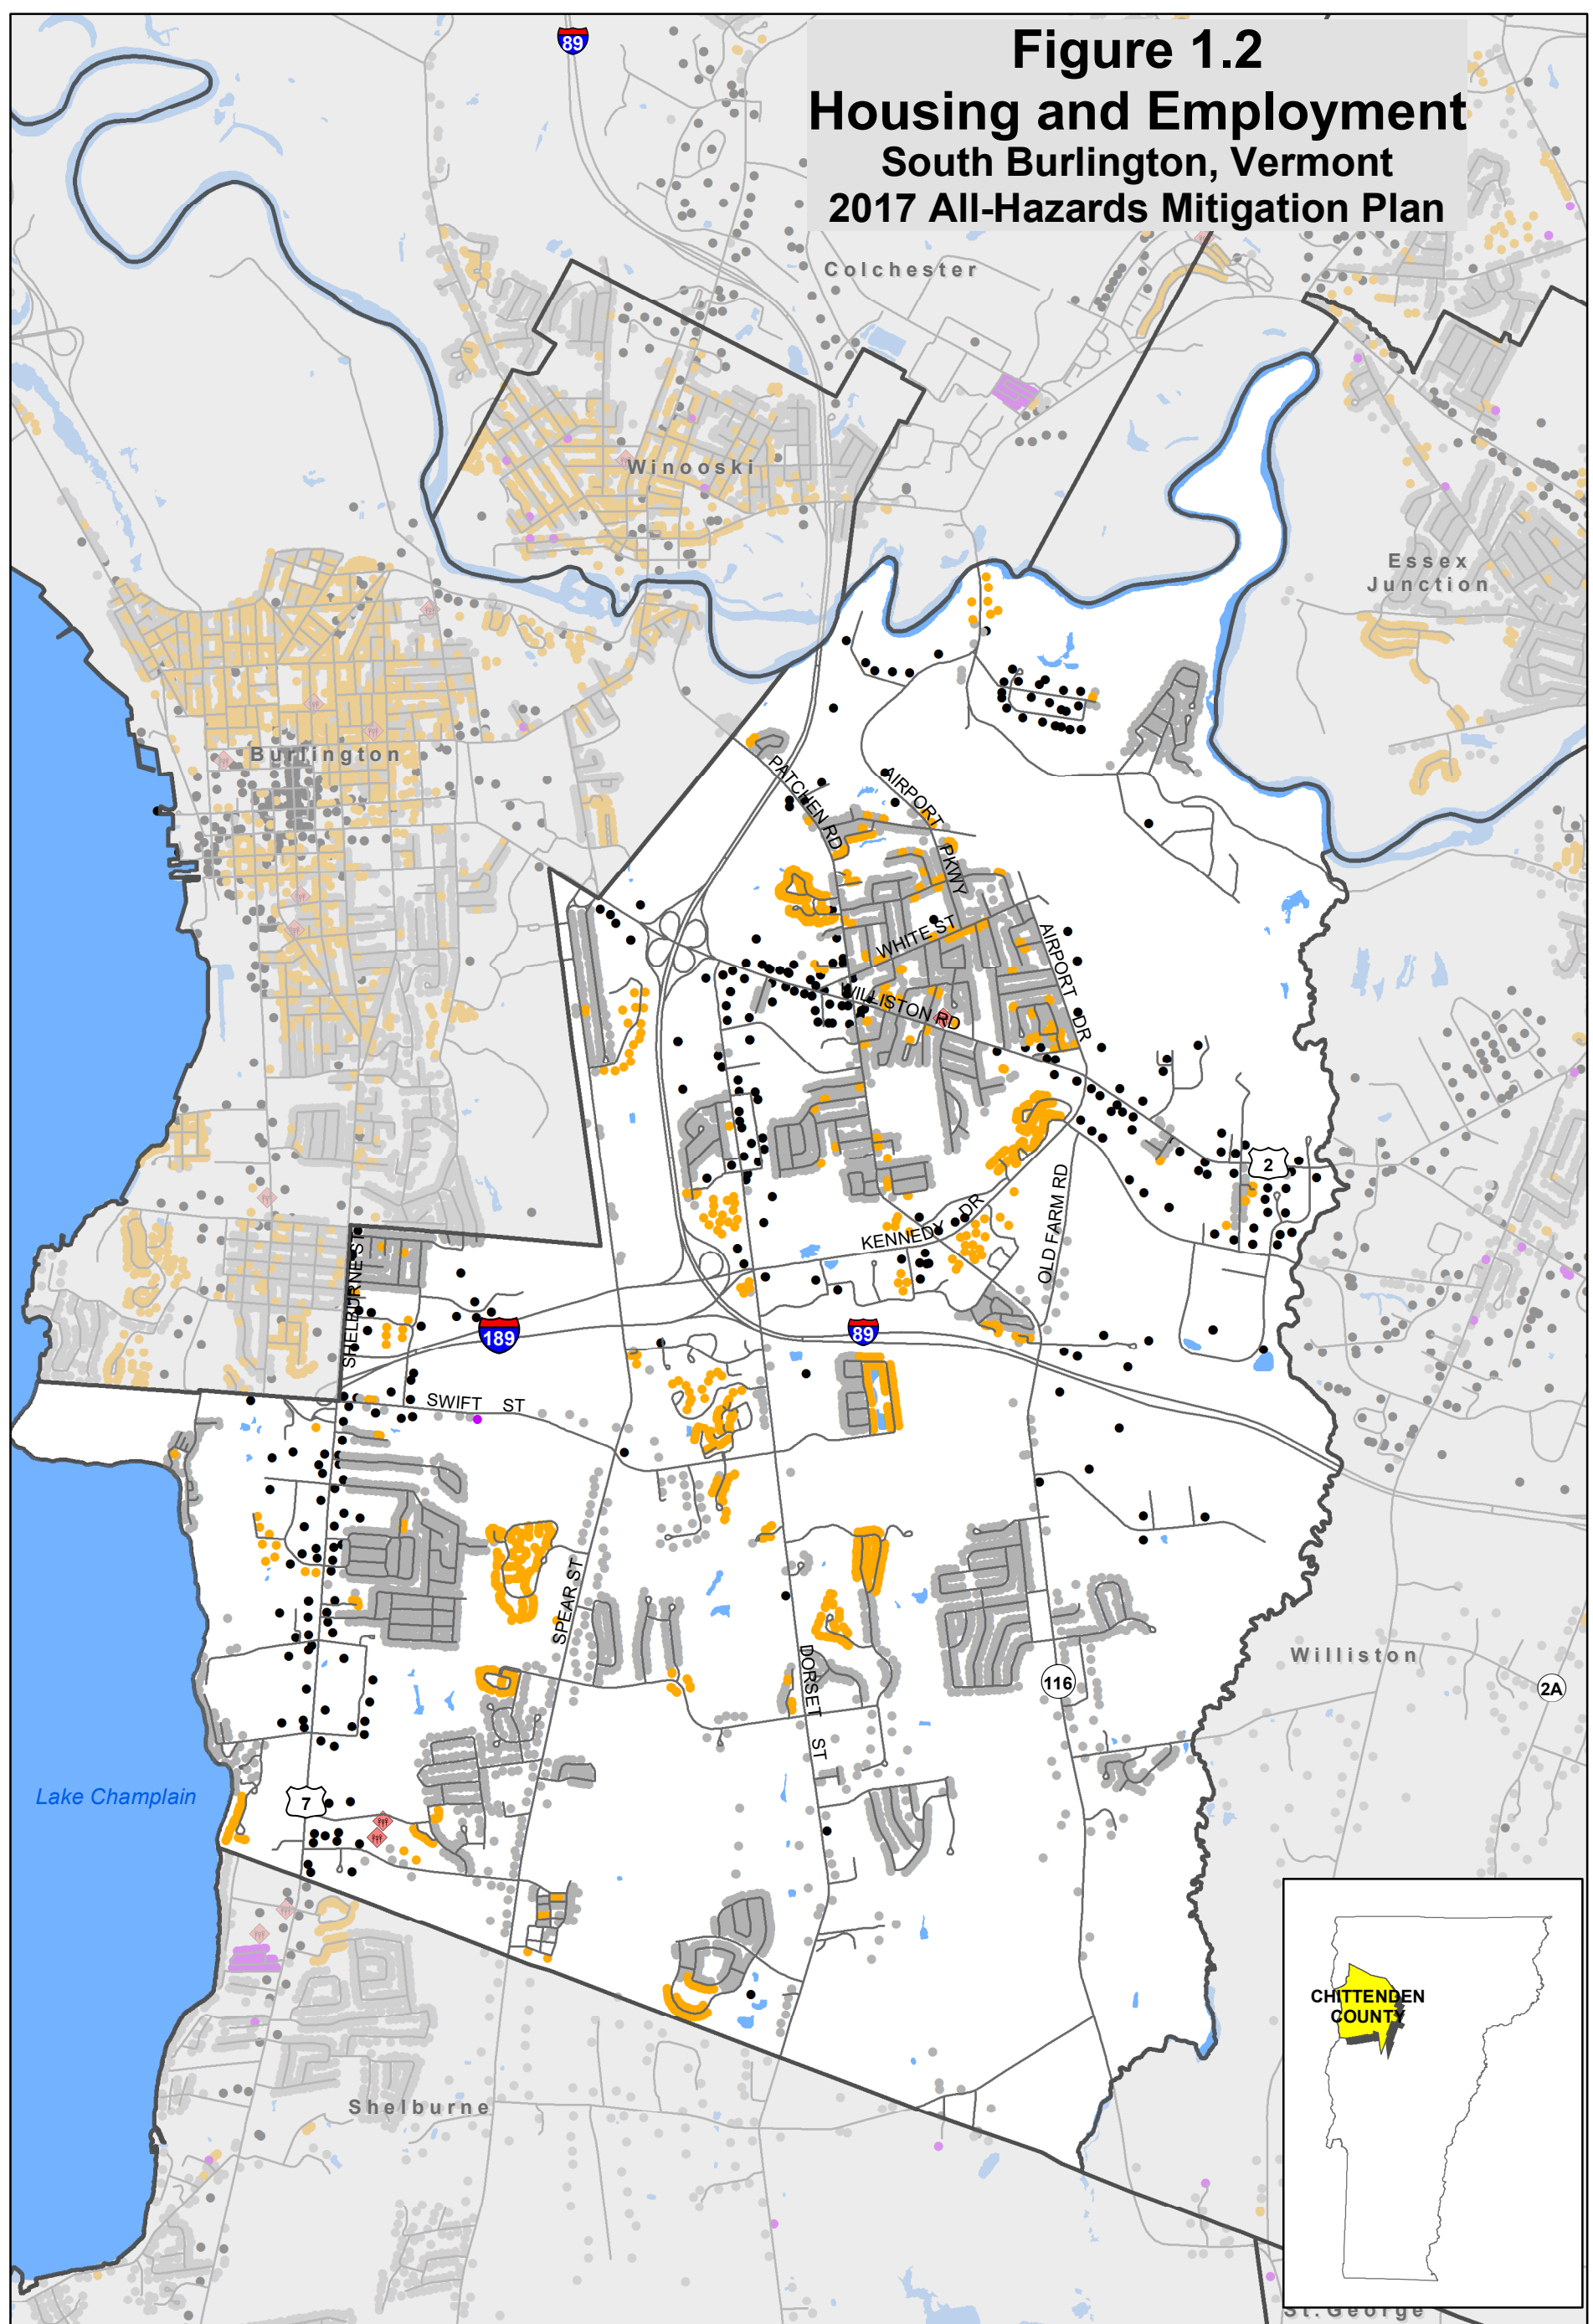 89
Figure 1.2
Housing and Employment
South Burlington, Vermont
2017 All-Hazards Mitigation Plan
Colchester
Winooski
Essex
Junction
Burlington
PATCHEN RD
AIRPORT
PKWY
WHITE ST
AIRPORT
DR
WILLISTON RD
2
OLD FARM RD
KENNEDY
DR
SHELBURNE ST
189
89
SWIFT ST
SPEAR ST
DORSET ST
116
Williston
2A
Lake Champlain
7
CHITTENDEN
COUNTY
Shelburne
St. George